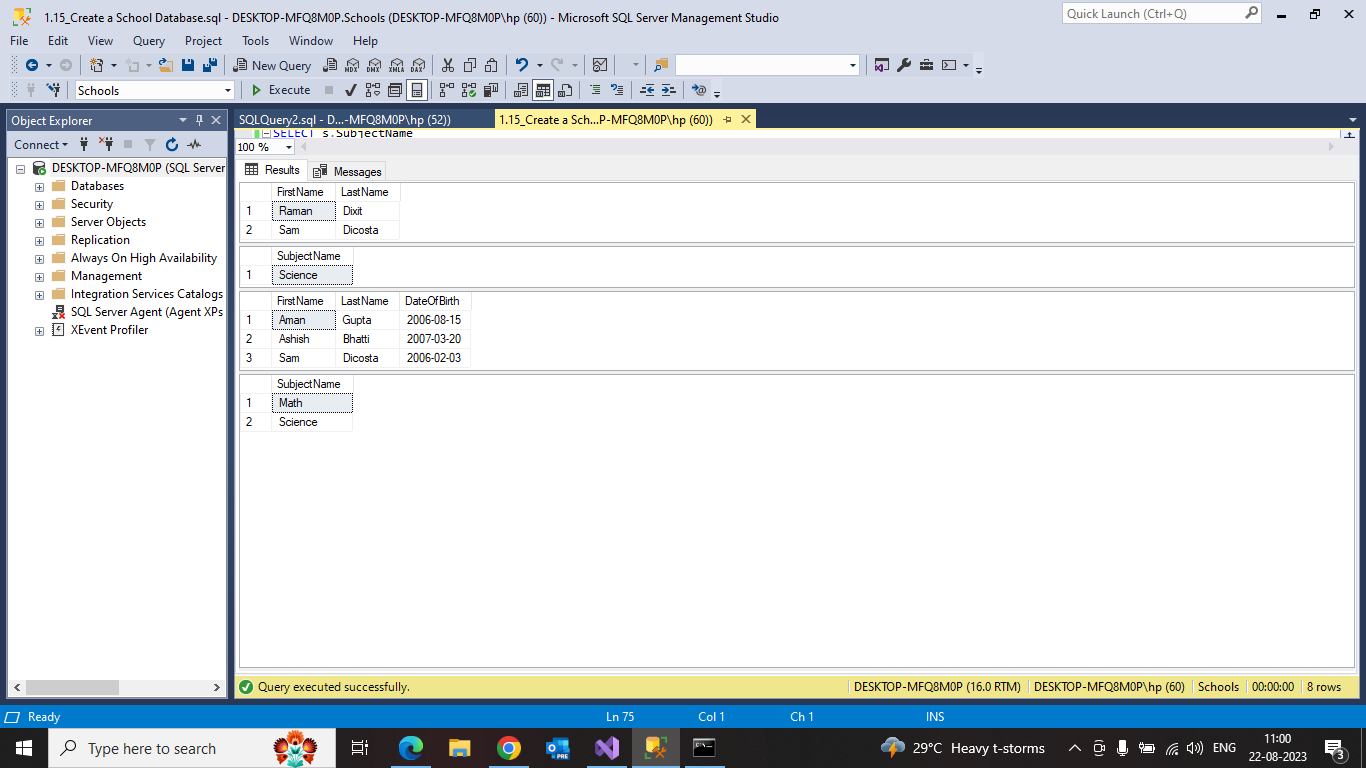 1.15_Create a School Database.sql - DESKTOP-MFQ8M0P.Schools (DESKTOP-MFQ8M0P\hp (60)) - Microsoft SQL Server Management Studio
Quick Launch (Ctrl+Q)
File Edit View Query Project Tools Window Help
New Query MDX DMX XMLA DAX
Schools Execute
Object Explorer
SQLQuery2.sql - D...-MFQ8M0P\hp (52))
1.15_Create a Sch...P-MFQ8M0P\hp (60))
SELECT s.SubjectName
Connect
100 %
Results Messages
DESKTOP-MFQ8M0P (SQL Server
Databases
Security
Server Objects
Replication
Always On High Availability
Management
Integration Services Catalogs
SQL Server Agent (Agent XPs
XEvent Profiler
FirstName LastName
1 Raman Dixit
2 Sam Dicosta
SubjectName
1 Science
FirstName LastName DateOfBirth
1 Aman Gupta 2006-08-15
2 Ashish Bhatti 2007-03-20
3 Sam Dicosta 2006-02-03
SubjectName
1 Math
2 Science
Query executed successfully.
DESKTOP-MFQ8M0P (16.0 RTM) DESKTOP-MFQ8M0P\hp (60) Schools 00:00:00 8 rows
Ready Ln 75 Col 1 Ch 1 INS
Type here to search
PRE
29°C Heavy t-storms
ENG
11:00
22-08-2023
3